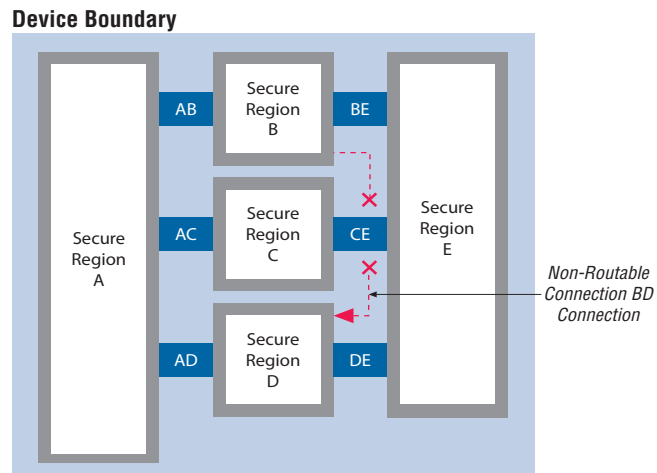 Device Boundary
AB
Secure
Region
B
BE
Secure
Region
A
AC
Secure
Region
C
CE
Secure
Region
E
Non-Routable
Connection BD
Connection
AD
Secure
Region
D
DE